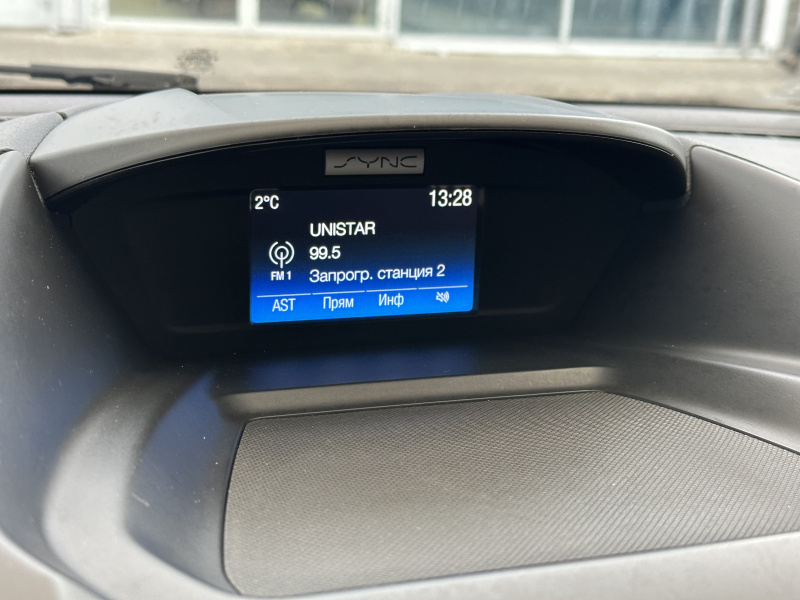 SYNC
2°C 13:28
UNISTAR
99.5
FM 1 Запрогр. станция 2
AST Прям Инф